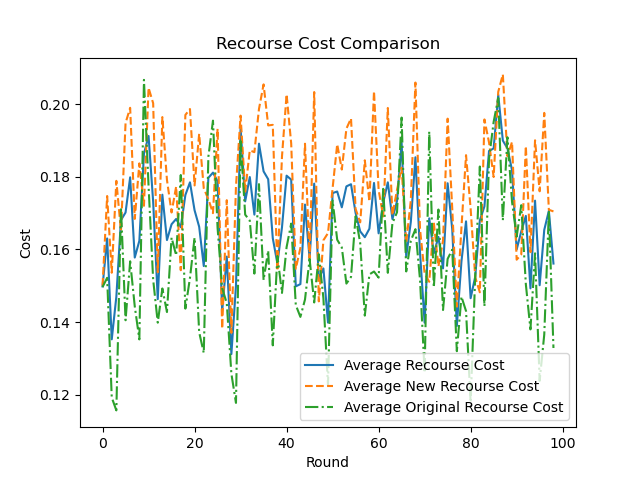 Recourse Cost Comparison
0.20
0.18
0.16
0.14
0.12
Cost
0
20
40
60
80
100
Round
Average Recourse Cost
Average New Recourse Cost
Average Original Recourse Cost